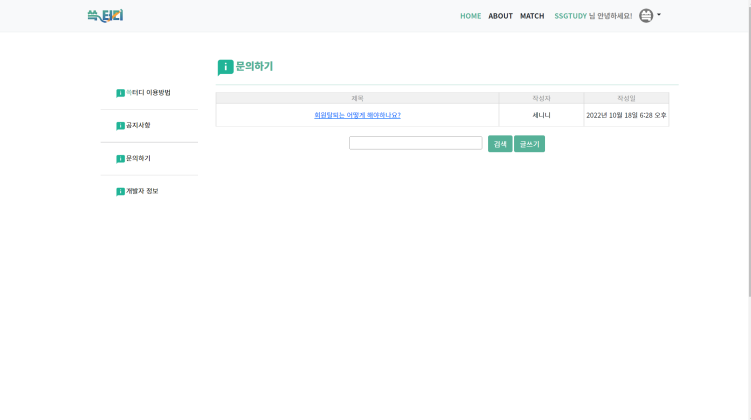 쓱터디
HOME ABOUT MATCH SSGTUDY 님 안녕하세요!
쓱터디 이용방법
공지사항
문의하기
개발자 정보
문의하기
제목 작성자 작성일
회원탈퇴는 어떻게 해야하나요? 세니니 2022년 10월 18일 6:28 오후
검색 글쓰기